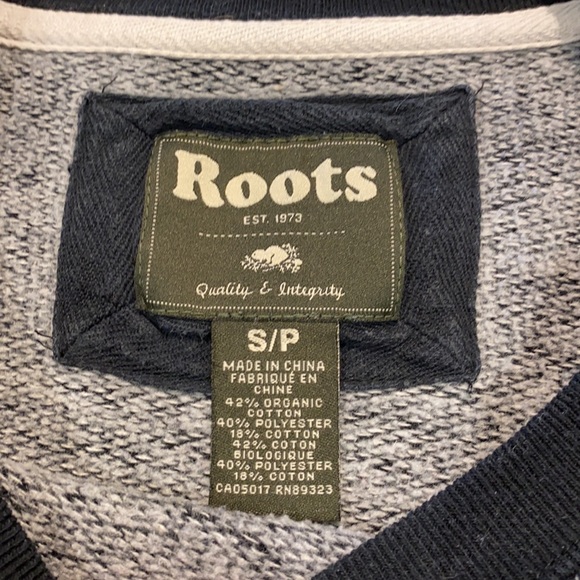 Roots
EST. 1973
Quality & Integrity
S/P
MADE IN CHINA
FABRIQUÉ EN
CHINE
42% ORGANIC
COTTON
40% POLYESTER
18% COTTON
42% COTON
BIOLOGIQUE
40% POLYESTER
18% COTON
CA05017 RN89323